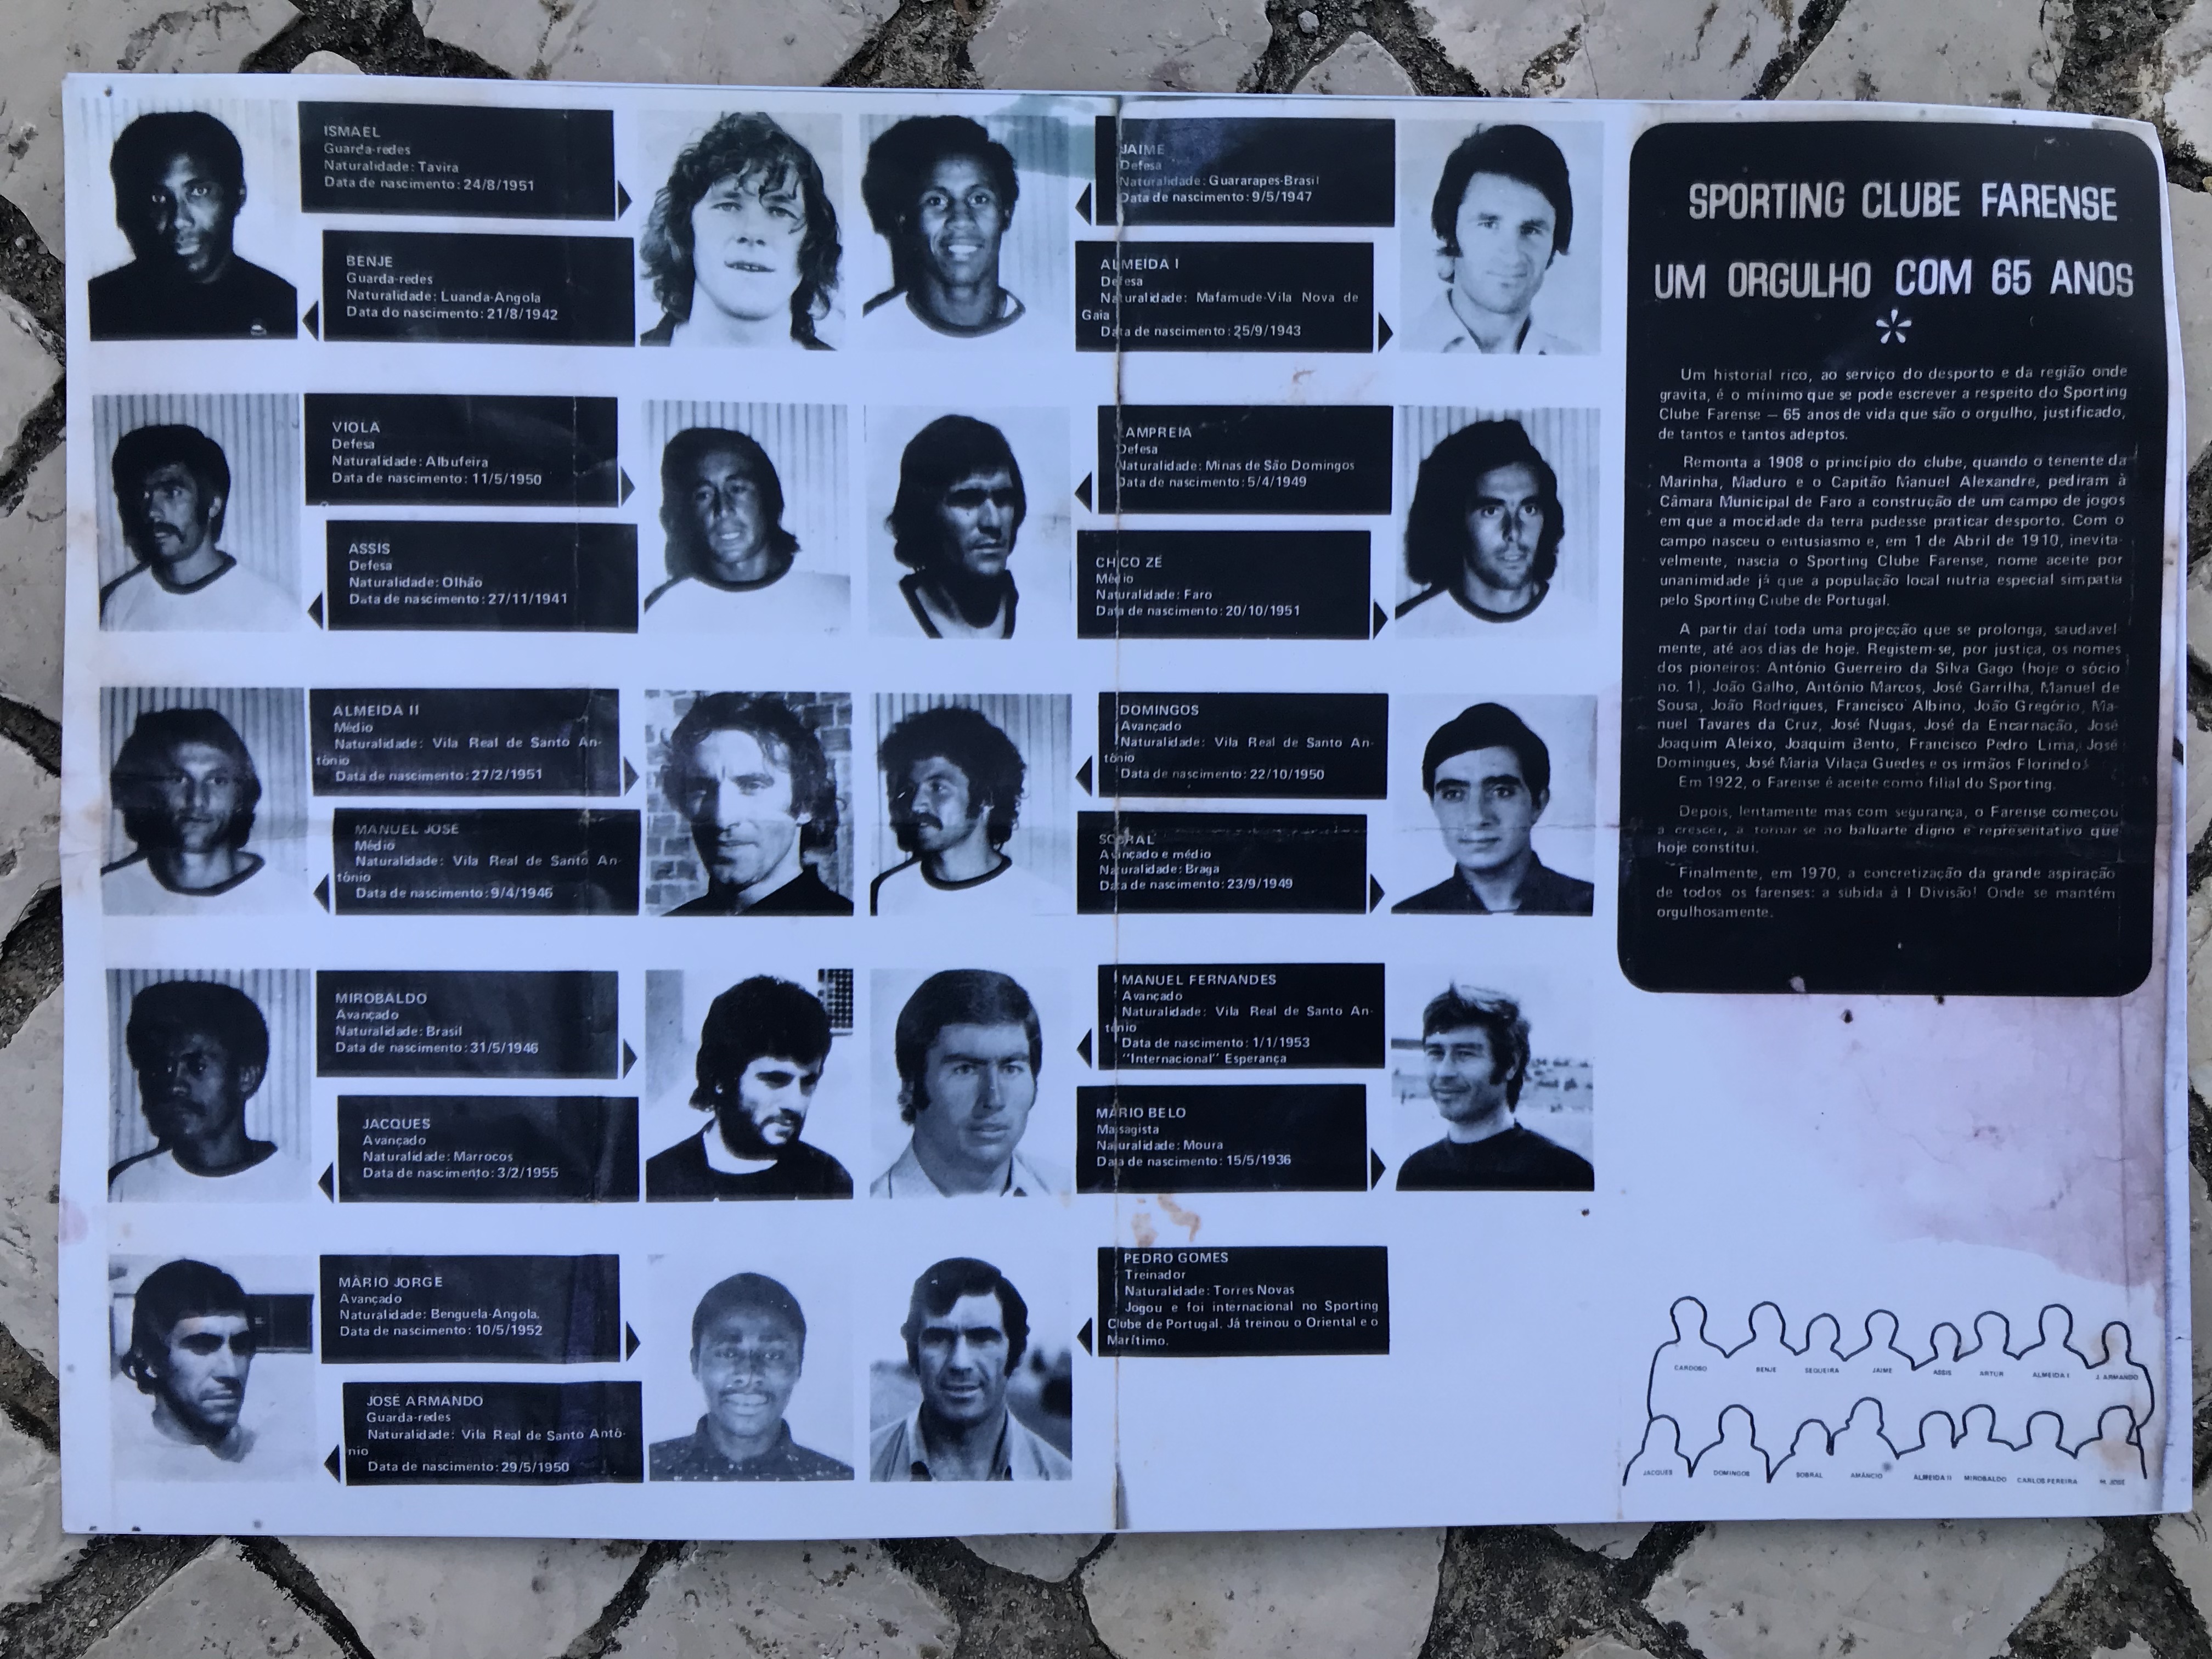 ISMAEL
Guarda-redes
Naturalidade: Tavira
Data de nascimento: 24/8/1951
BENJE
Guarda-redes
Naturalidade: Luanda-Angola
Data do nascimento: 21/8/1942
JAIME
Defesa
Naturalidade: Guararapes-Brasil
Data de nascimento: 9/5/1947
ALMEIDA I
Defesa
Naturalidade: Mafamude-Vila Nova de
Gaia
Data de nascimento: 25/9/1943
VIOLA
Defesa
Naturalidade: Albufeira
Data de nascimento: 11/5/1950
ASSIS
Defesa
Naturalidade: Olhão
Data de nascimento: 27/11/1941
LAMPREIA
Defesa
Naturalidade: Minas de São Domingos
Data de nascimento: 5/4/1949
CHICO ZÉ
Médio
Naturalidade: Faro
Data de nascimento: 20/10/1951
ALMEIDA II
Médio
Naturalidade: Vila Real de Santo An-
tónio
Data de nascimento: 27/2/1951
MANUEL JOSÉ
Médio
Naturalidade: Vila Real de Santo An-
tónio
Data de nascimento: 9/4/1946
DOMINGOS
Avançado
Naturalidade: Vila Real de Santo An-
tónio
Data de nascimento: 22/10/1950
SOBRAL
Avançado e médio
Naturalidade: Braga
Data de nascimento: 23/9/1949
MIROBALDO
Avançado
Naturalidade: Brasil
Data de nascimento: 31/5/1946
JACQUES
Avançado
Naturalidade: Marrocos
Data de nascimento: 3/2/1955
MANUEL FERNANDES
Avançado
Naturalidade: Vila Real de Santo An-
tónio
Data de nascimento: 1/1/1953
"Internacional" Esperança
MÁRIO BELO
Massagista
Naturalidade: Moura
Data de nascimento: 15/5/1936
MÁRIO JORGE
Avançado
Naturalidade: Benguela-Angola.
Data de nascimento: 10/5/1952
JOSÉ ARMANDO
Guarda-redes
Naturalidade: Vila Real de Santo Antó-
nio
Data de nascimento: 29/5/1950
PEDRO GOMES
Treinador
Naturalidade: Torres Novas
Jogou e foi internacional no Sporting
Clube de Portugal. Já treinou o Oriental e o
Marítimo.
SPORTING CLUBE FARENSE
UM ORGULHO COM 65 ANOS
*
Um historial rico, ao serviço do desporto e da região onde
gravita, é o mínimo que se pode escrever a respeito do Sporting
Clube Farense — 65 anos de vida que são o orgulho, justificado,
de tantos e tantos adeptos.
Remonta a 1908 o princípio do clube, quando o tenente da
Marinha, Maduro e o Capitão Manuel Alexandre, pediram à
Câmara Municipal de Faro a construção de um campo de jogos
em que a mocidade da terra pudesse praticar desporto. Com o
campo nasceu o entusiasmo e, em 1 de Abril de 1910, inevita-
velmente, nascia o Sporting Clube Farense, nome aceite por
unanimidade já que a população local nutria especial simpatia
pelo Sporting Clube de Portugal.
A partir daí toda uma projecção que se prolonga, saudavel-
mente, até aos dias de hoje. Registem-se, por justiça, os nomes
dos pioneiros: António Guerreiro da Silva Gago (hoje o sócio
no. 1), João Galho, António Marcos, José Garrilha, Manuel de
Sousa, João Rodrigues, Francisco Albino, João Gregório, Ma-
nuel Tavares da Cruz, José Nugas, José da Encarnação, José
Joaquim Aleixo, Joaquim Bento, Francisco Pedro Lima, José
Domingues, José Maria Vilaça Guedes e os irmãos Florindo.
Em 1922, o Farense é aceite como filial do Sporting.
Depois, lentamente mas com segurança, o Farense começou
a crescer, a tornar-se no baluarte digno e representativo que
hoje constitui.
Finalmente, em 1970, a concretização da grande aspiração
de todos os farenses: a subida á I Divisão! Onde se mantém
orgulhosamente.
CARDOSO BENJE SEQUEIRA JAIME ASSIS ARTUR ALMEIDA I J. ARMANDO
JACQUES DOMINGOS SOBRAL AMÂNCIO ALMEIDA II MIROBALDO CARLOS PEREIRA M. JOSÉ